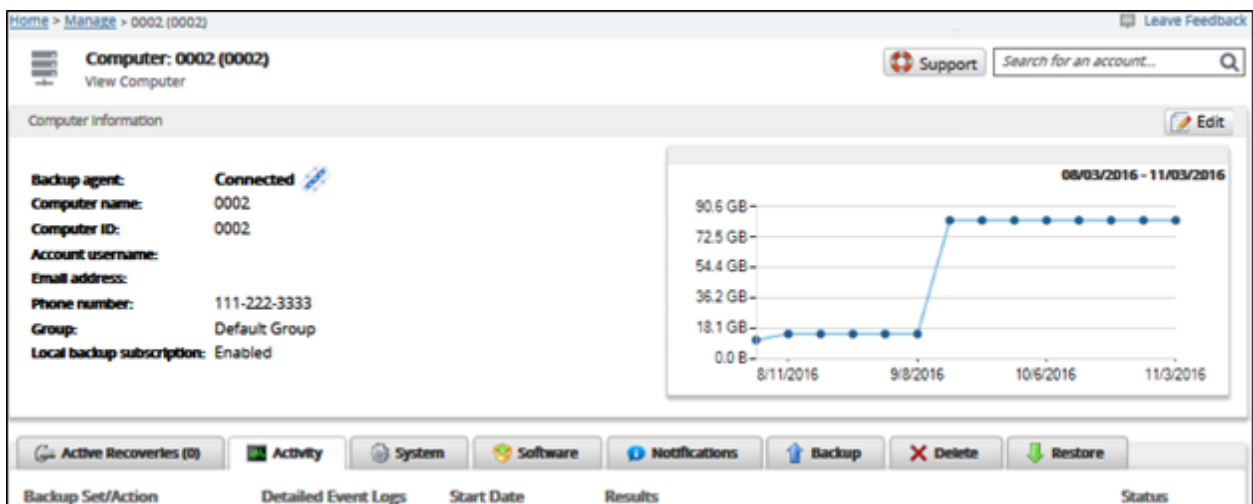 Home > Manage > 0002 (0002)
Leave Feedback
Computer: 0002 (0002)
View Computer
Support
Search for an account...
Computer Information
Edit
Backup agent: Connected
Computer name: 0002
Computer ID: 0002
Account username:
Email address:
Phone number: 111-222-3333
Group: Default Group
Local backup subscription: Enabled
08/03/2016 - 11/03/2016
90.6 GB
72.5 GB
54.4 GB
36.2 GB
18.1 GB
0.0 B
8/11/2016 9/8/2016 10/6/2016 11/3/2016
Active Recoveries (0) Activity System Software Notifications Backup Delete Restore
Backup Set/Action Detailed Event Logs Start Date Results Status